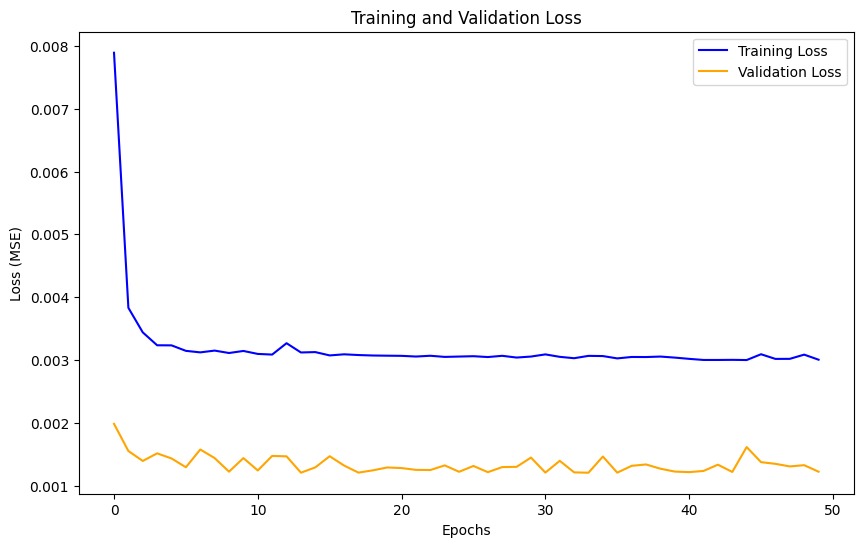 Training and Validation Loss
Training Loss
Validation Loss
Loss (MSE)
0.008
0.007
0.006
0.005
0.004
0.003
0.002
0.001
0 10 20 30 40 50
Epochs